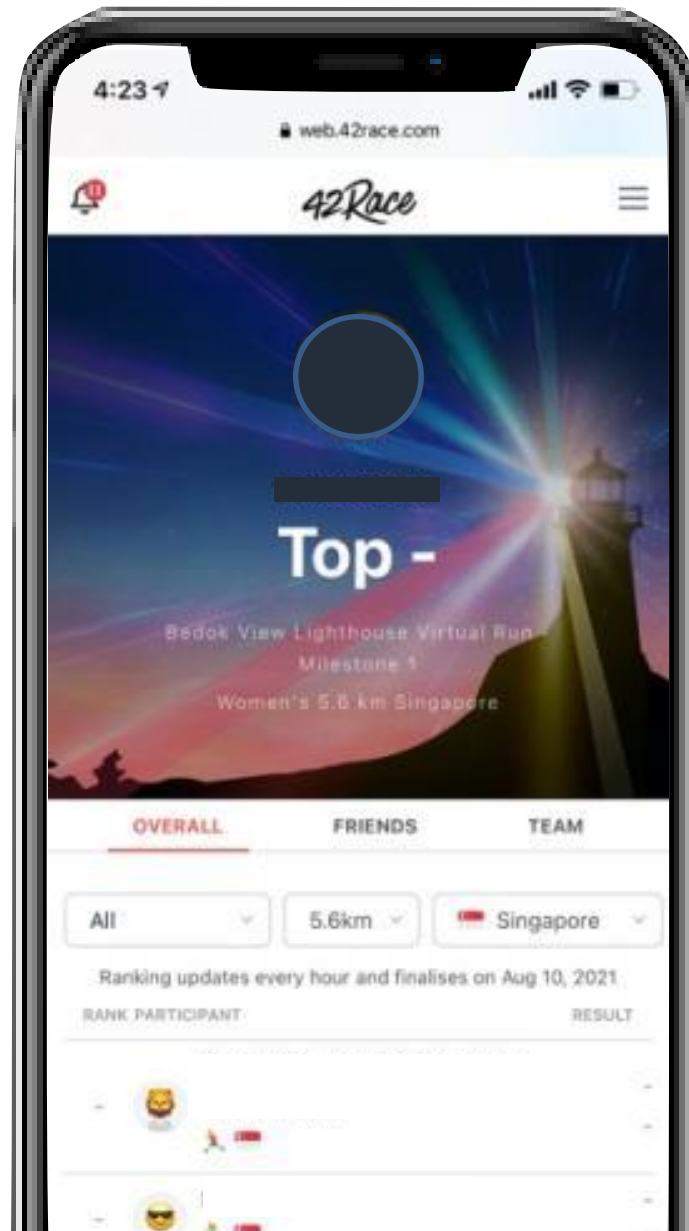 4:23
web.42race.com
42Race
Top -
Bedok View Lighthouse Virtual Run -
Milestone 1
Women's 5.6 km Singapore
OVERALL FRIENDS TEAM
All 5.6km Singapore
Ranking updates every hour and finalises on Aug 10, 2021
RANK PARTICIPANT RESULT
- -
-
- -